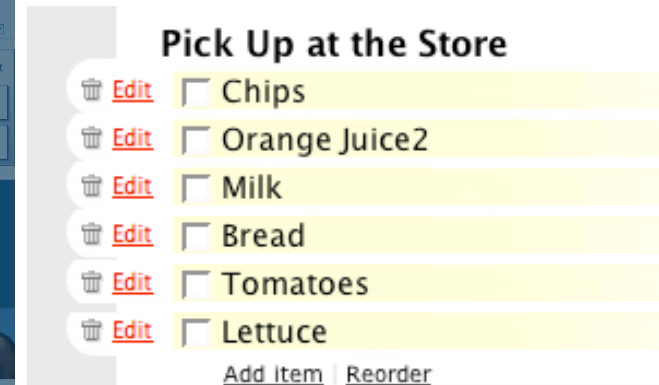 Pick Up at the Store
Edit Chips
Edit Orange Juice2
Edit Milk
Edit Bread
Edit Tomatoes
Edit Lettuce
Add item Reorder